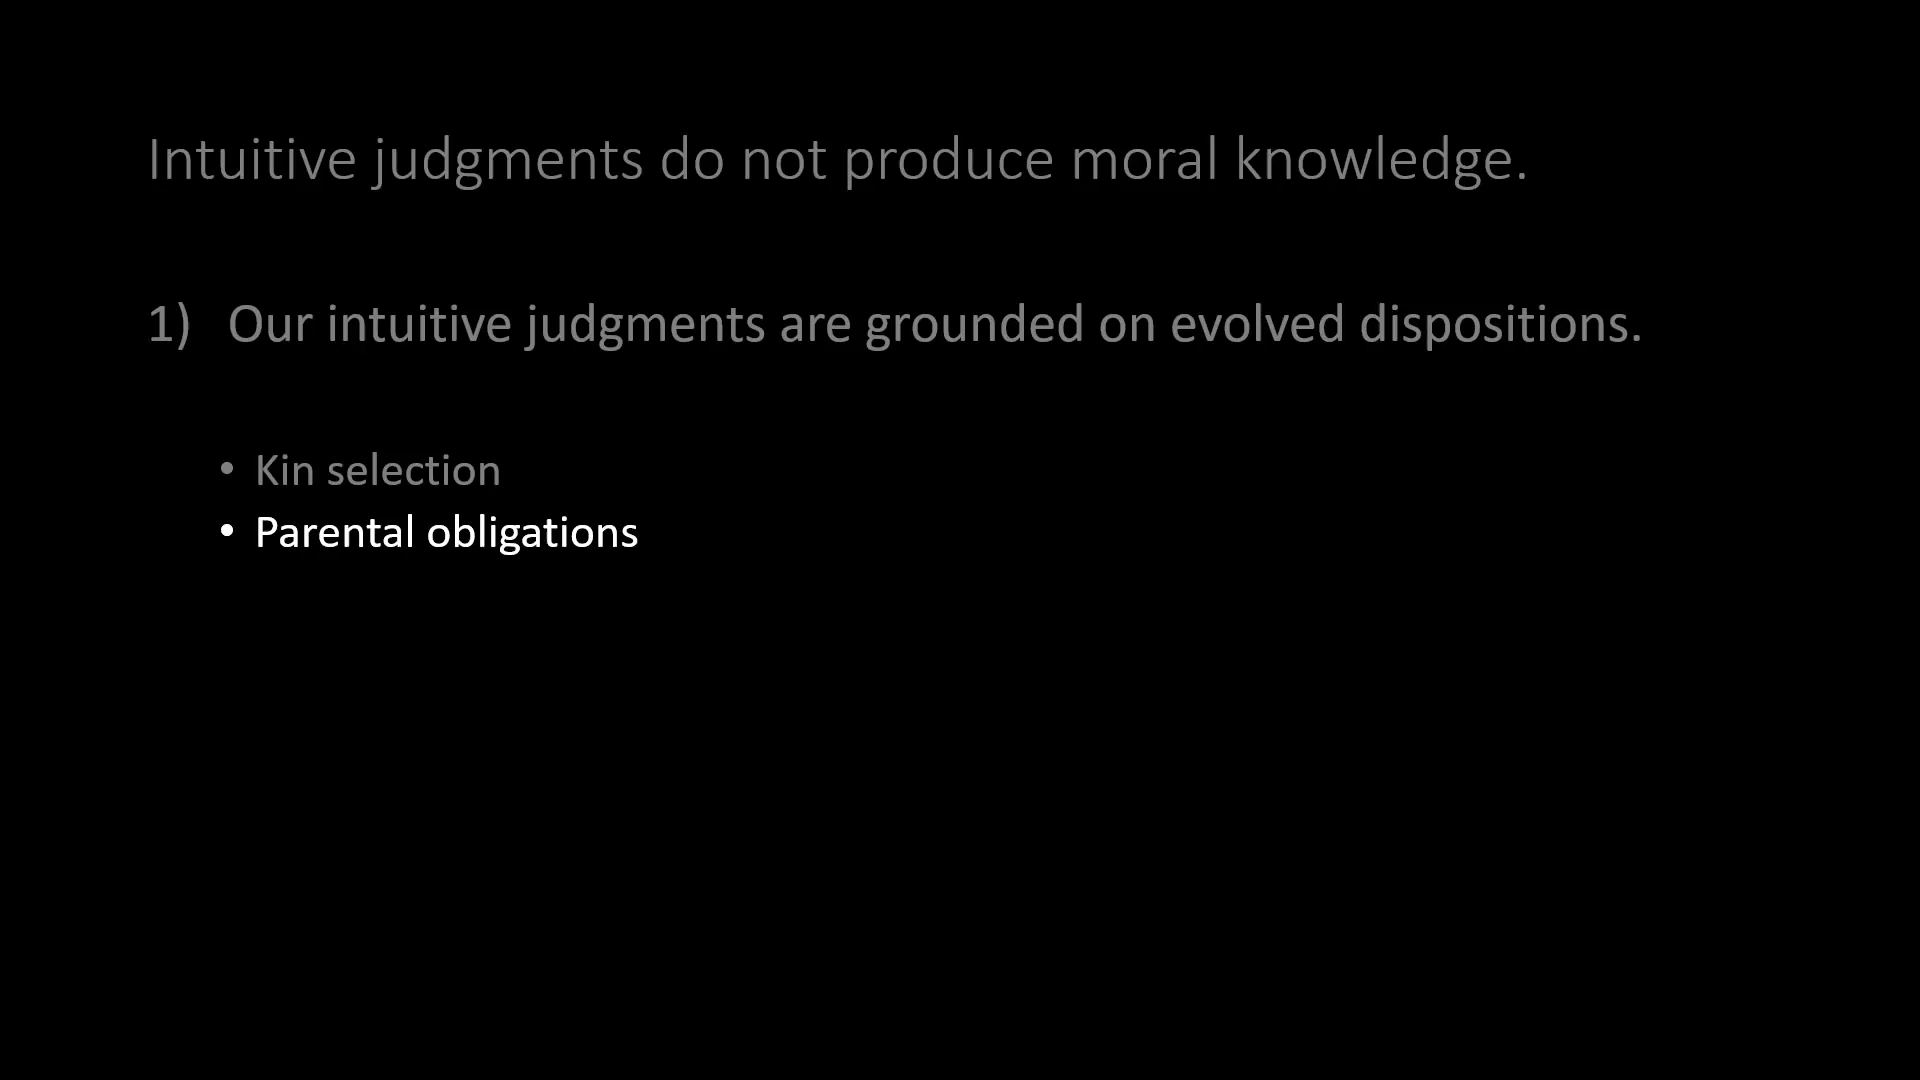 Intuitive judgments do not produce moral knowledge.
1) Our intuitive judgments are grounded on evolved dispositions.
• Kin selection
• Parental obligations